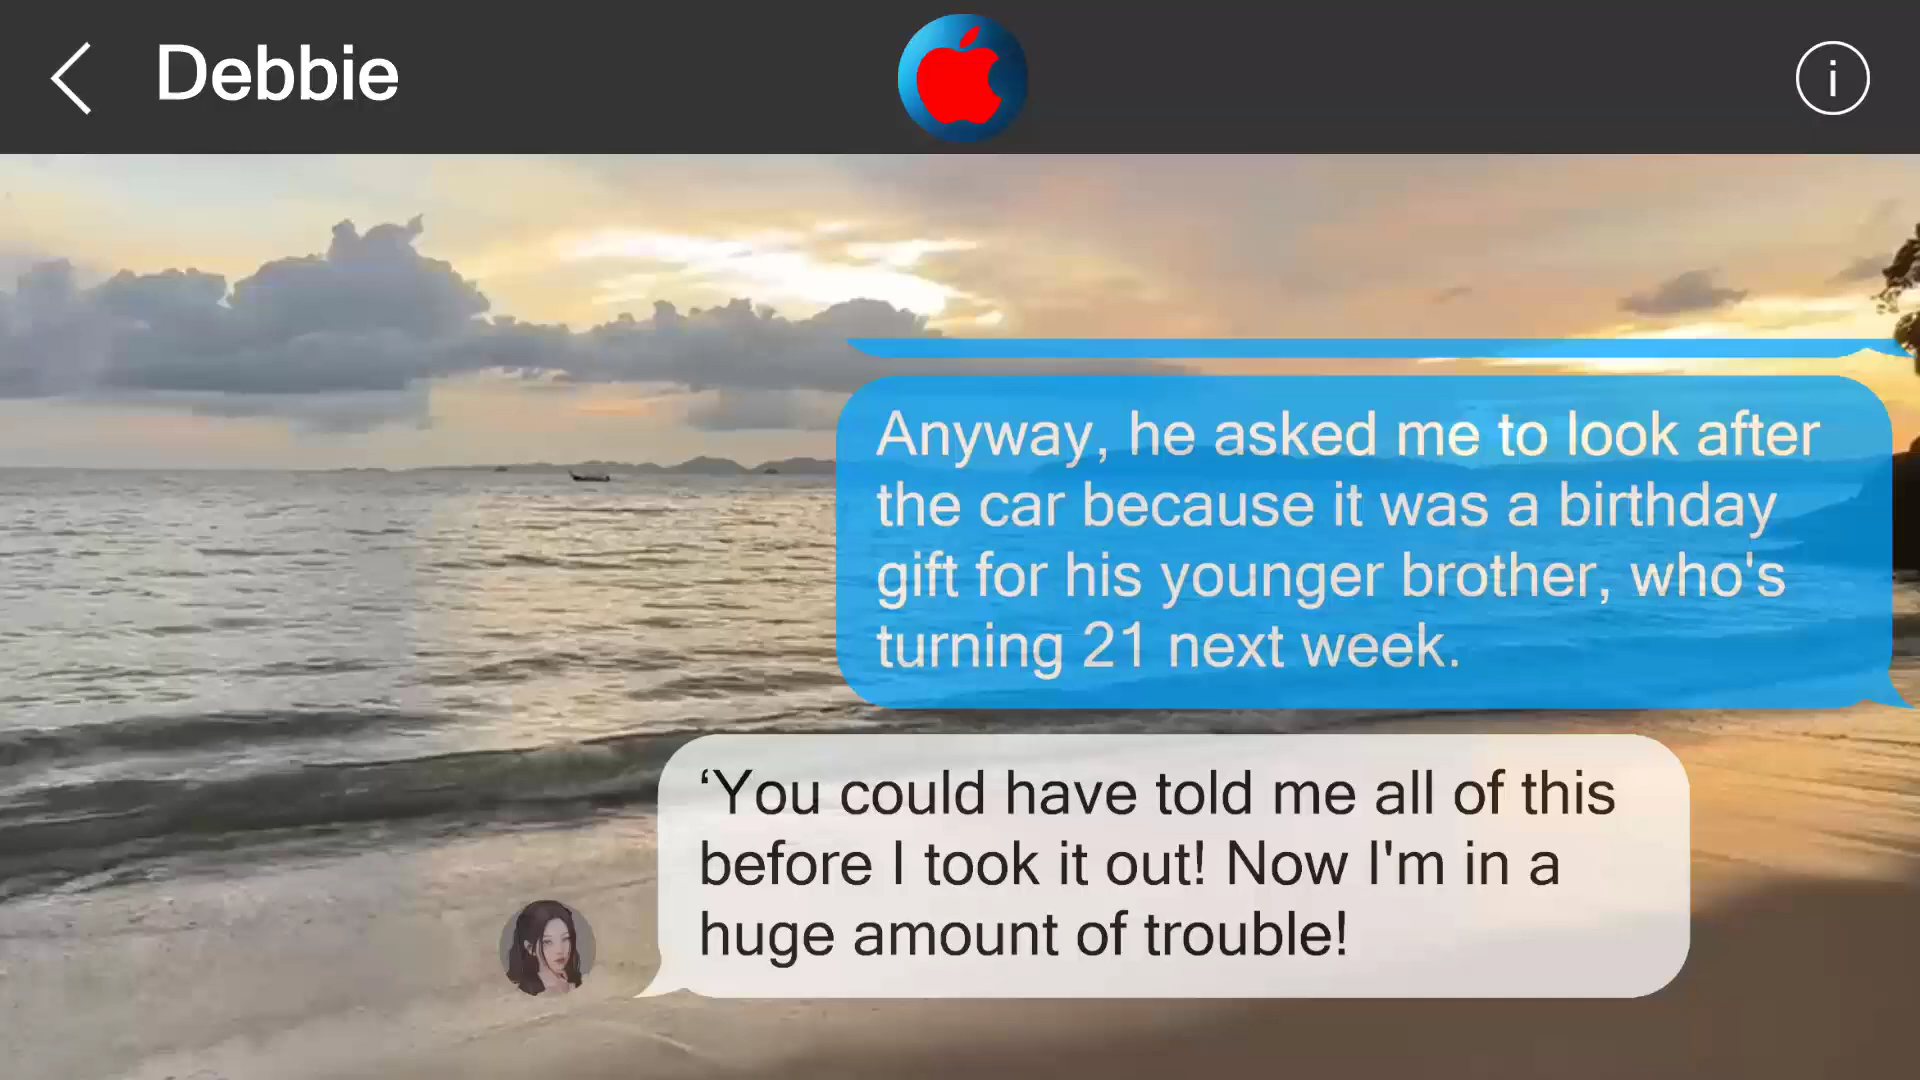 Debbie
i
Anyway, he asked me to look after
the car because it was a birthday
gift for his younger brother, who's
turning 21 next week.
‘You could have told me all of this
before I took it out! Now I'm in a
huge amount of trouble!